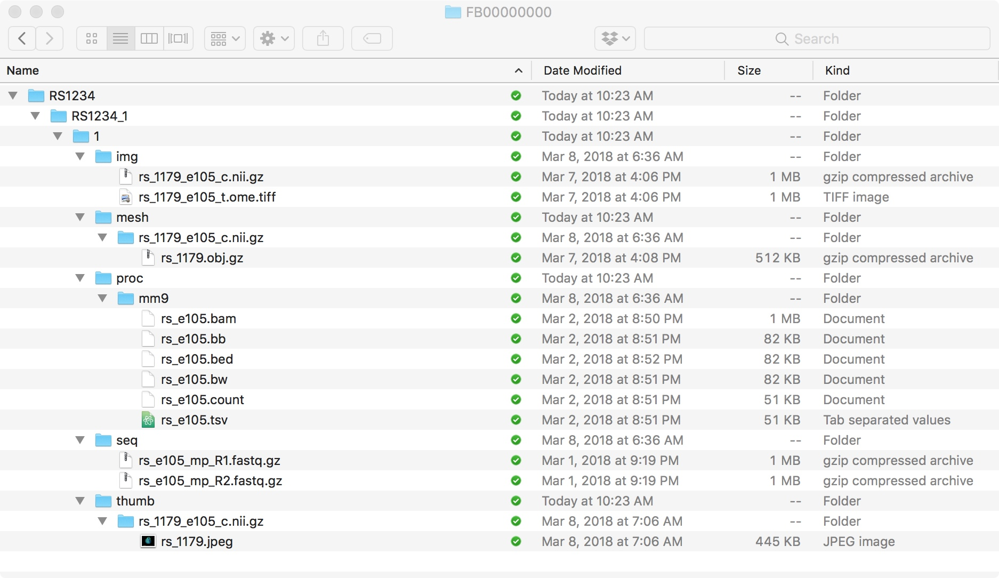 FB00000000
Search
Name Date Modified Size Kind
RS1234 Today at 10:23 AM -- Folder
RS1234_1 Today at 10:23 AM -- Folder
1 Today at 10:23 AM -- Folder
img Mar 8, 2018 at 6:36 AM -- Folder
rs_1179_e105_c.nii.gz Mar 7, 2018 at 4:06 PM 1 MB gzip compressed archive
rs_1179_e105_t.ome.tiff Mar 7, 2018 at 4:06 PM 1 MB TIFF image
mesh Today at 10:23 AM -- Folder
rs_1179_e105_c.nii.gz Mar 8, 2018 at 6:36 AM -- Folder
rs_1179.obj.gz Mar 7, 2018 at 4:08 PM 512 KB gzip compressed archive
proc Today at 10:23 AM -- Folder
mm9 Mar 8, 2018 at 6:36 AM -- Folder
rs_e105.bam Mar 2, 2018 at 8:50 PM 1 MB Document
rs_e105.bb Mar 2, 2018 at 8:51 PM 82 KB Document
rs_e105.bed Mar 2, 2018 at 8:52 PM 82 KB Document
rs_e105.bw Mar 2, 2018 at 8:51 PM 82 KB Document
rs_e105.count Mar 2, 2018 at 8:51 PM 51 KB Document
rs_e105.tsv Mar 2, 2018 at 8:51 PM 51 KB Tab separated values
seq Mar 8, 2018 at 6:36 AM -- Folder
rs_e105_mp_R1.fastq.gz Mar 1, 2018 at 9:19 PM 1 MB gzip compressed archive
rs_e105_mp_R2.fastq.gz Mar 1, 2018 at 9:19 PM 1 MB gzip compressed archive
thumb Today at 10:23 AM -- Folder
rs_1179_e105_c.nii.gz Mar 8, 2018 at 7:06 AM -- Folder
rs_1179.jpeg Mar 8, 2018 at 7:06 AM 445 KB JPEG image